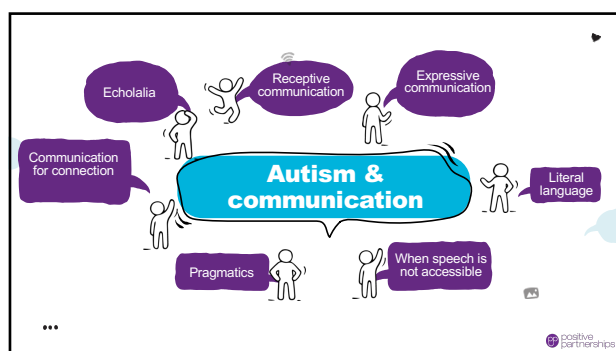 Echolalia
Receptive
communication
Expressive
communication
Communication
for connection
Autism &
communication
Literal
language
Pragmatics
When speech is
not accessible
positive
partnerships